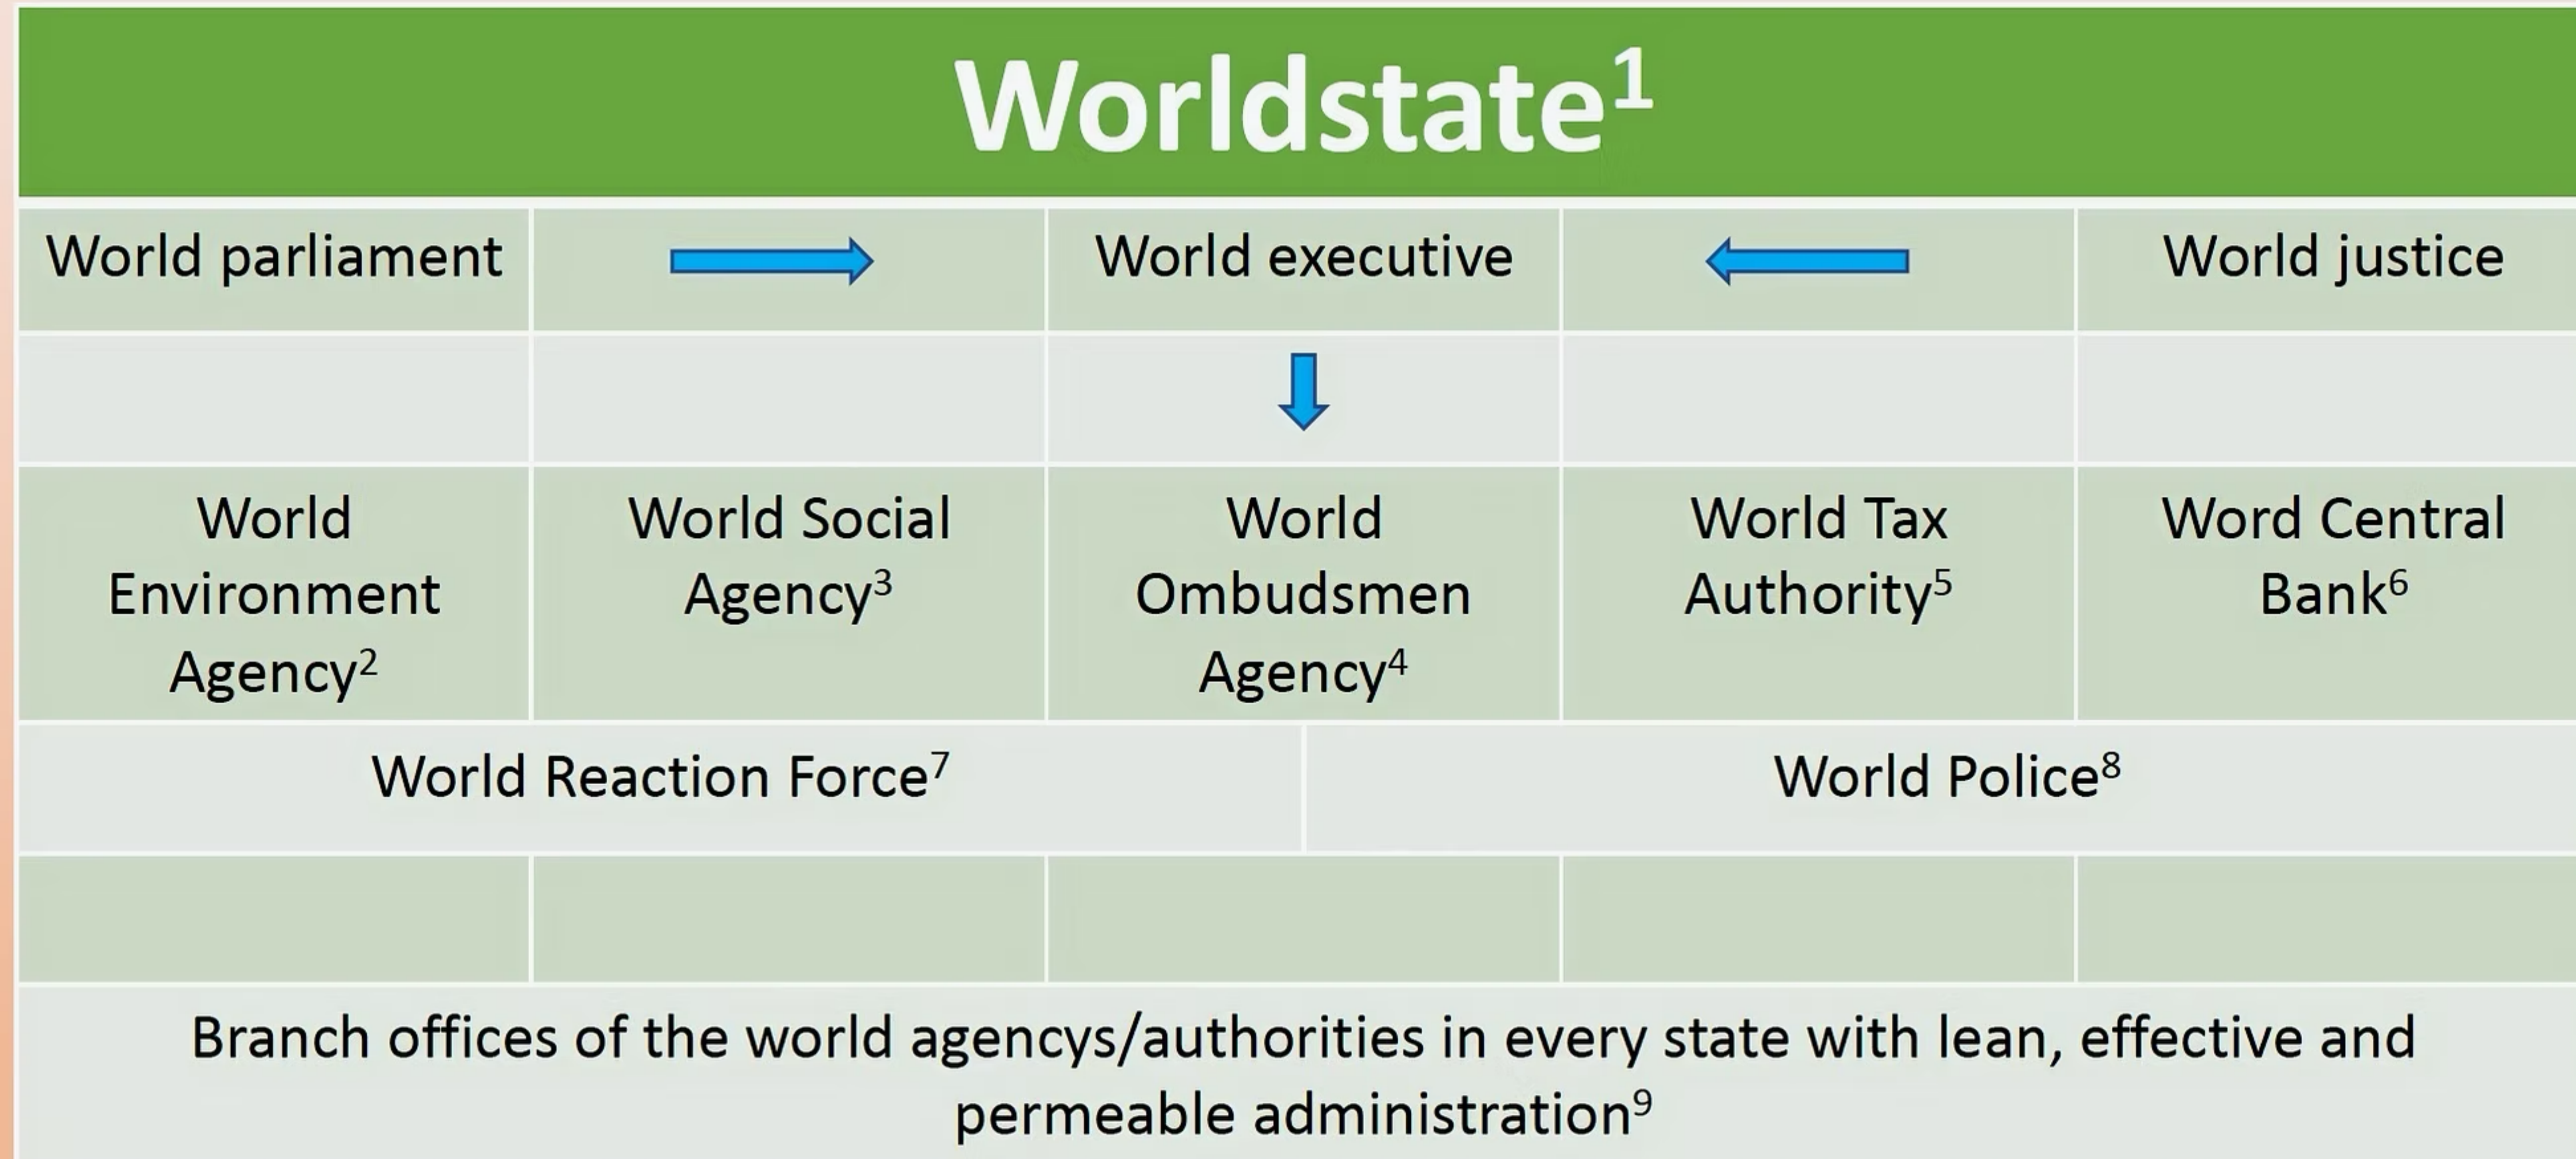 Worldstate¹
World parliament
World executive
World justice
World
Environment
Agency²
World Social
Agency³
World
Ombudsmen
Agency⁴
World Tax
Authority⁵
Word Central
Bank⁶
World Reaction Force⁷
World Police⁸
Branch offices of the world agencys/authorities in every state with lean, effective and
permeable administration⁹